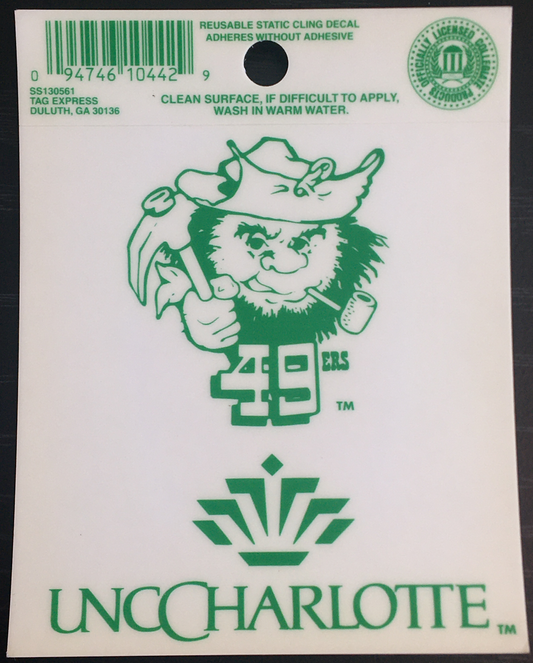 REUSABLE STATIC CLING DECAL
ADHERES WITHOUT ADHESIVE
0 94746 10442 9
SS130561
TAG EXPRESS
DULUTH, GA 30136
CLEAN SURFACE, IF DIFFICULT TO APPLY,
WASH IN WARM WATER.
OFFICIALLY LICENSED COLLEGIATE PRODUCTS
49ERS
TM
UNCCHARLOTTE TM